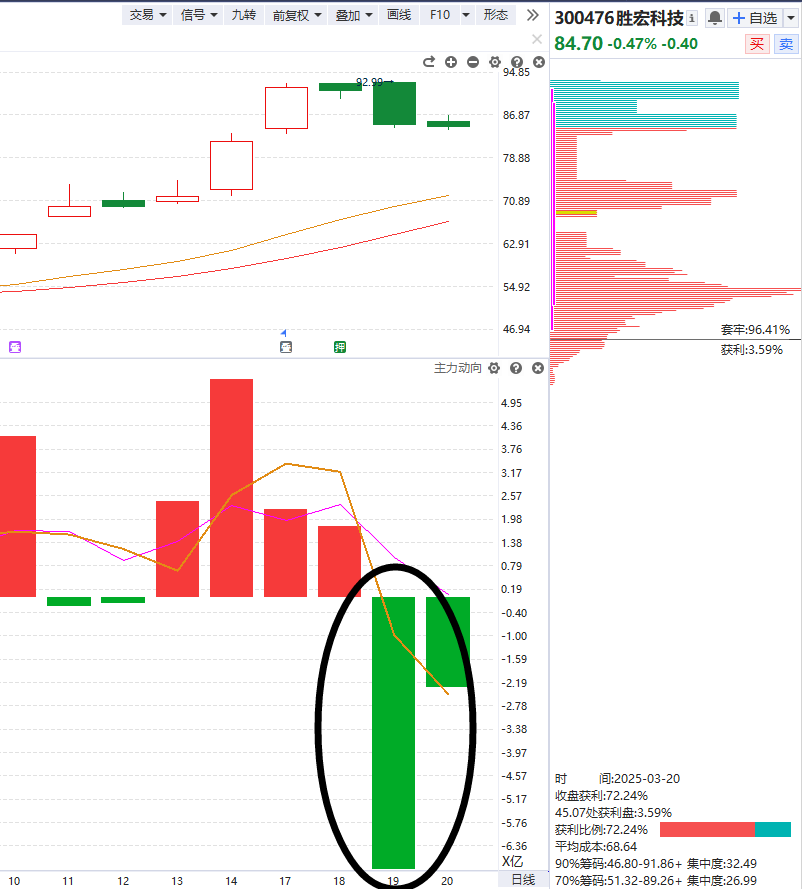 交易 信号 九转 前复权 叠加 画线 F10 形态
300476 胜宏科技 自选
84.70 -0.47% -0.40 买 卖
92.99
94.85
86.87
78.88
70.89
62.91
54.92
46.94
押
套牢:96.41%
获利:3.59%
主力动向
4.95
4.36
3.76
3.17
2.57
1.98
1.38
0.79
0.19
-0.40
-1.00
-1.59
-2.19
-2.78
-3.38
-3.97
-4.57
-5.17
-5.76
-6.36
X亿
10 11 12 13 14 17 18 19 20 日线
时 间:2025-03-20
收盘获利:72.24%
45.07处获利盘:3.59%
获利比例:72.24%
平均成本:68.64
90%筹码:46.80-91.86+ 集中度:32.49
70%筹码:51.32-89.26+ 集中度:26.99